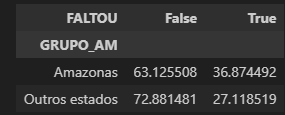 FALTOU False True
GRUPO_AM
Amazonas 63.125508 36.874492
Outros estados 72.881481 27.118519